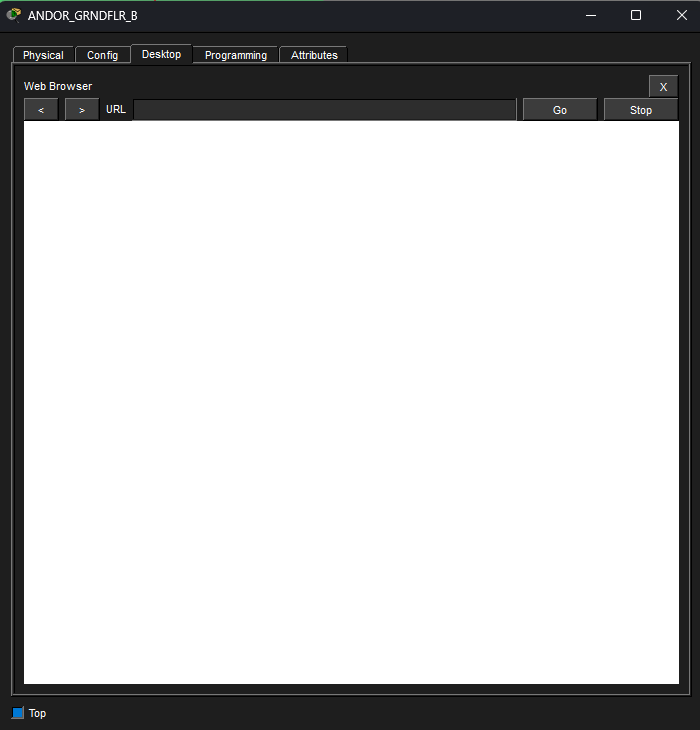 ANDOR_GRNDFLR_B
Physical Config Desktop Programming Attributes
Web Browser X
< > URL Go Stop
Top